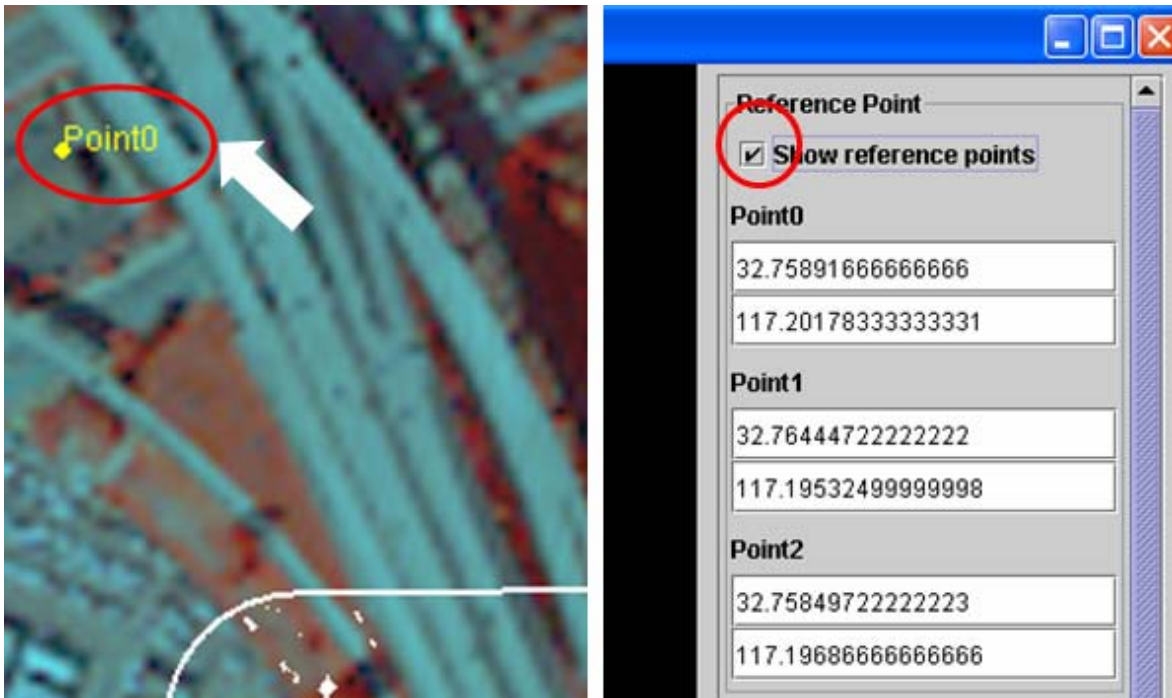 Point0
Reference Point
Show reference points
Point0
32.75891666666666
117.20178333333331
Point1
32.76444722222222
117.19532499999998
Point2
32.75849722222223
117.19686666666666